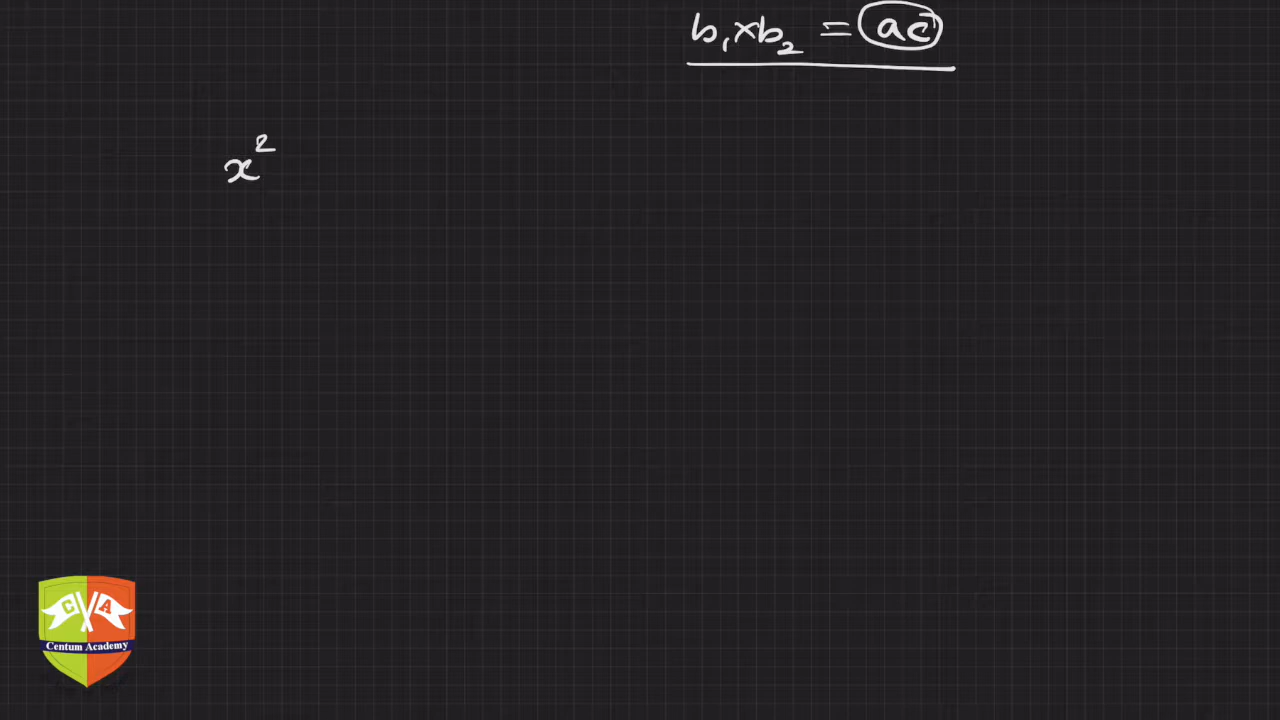 b₁×b₂ = ac
x²
C A
Centum Academy